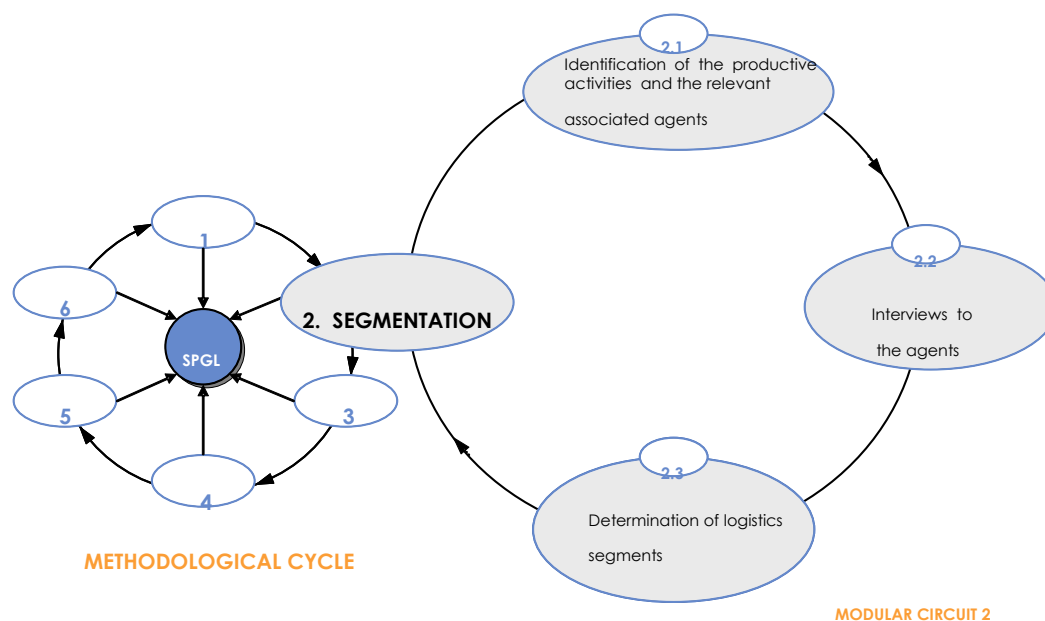 2.1
Identification of the productive
activities and the relevant
associated agents
1
2.2
6
2. SEGMENTATION
Interviews to
the agents
SPGL
5
3
2.3
4
Determination of logistics
segments
METHODOLOGICAL CYCLE
MODULAR CIRCUIT 2